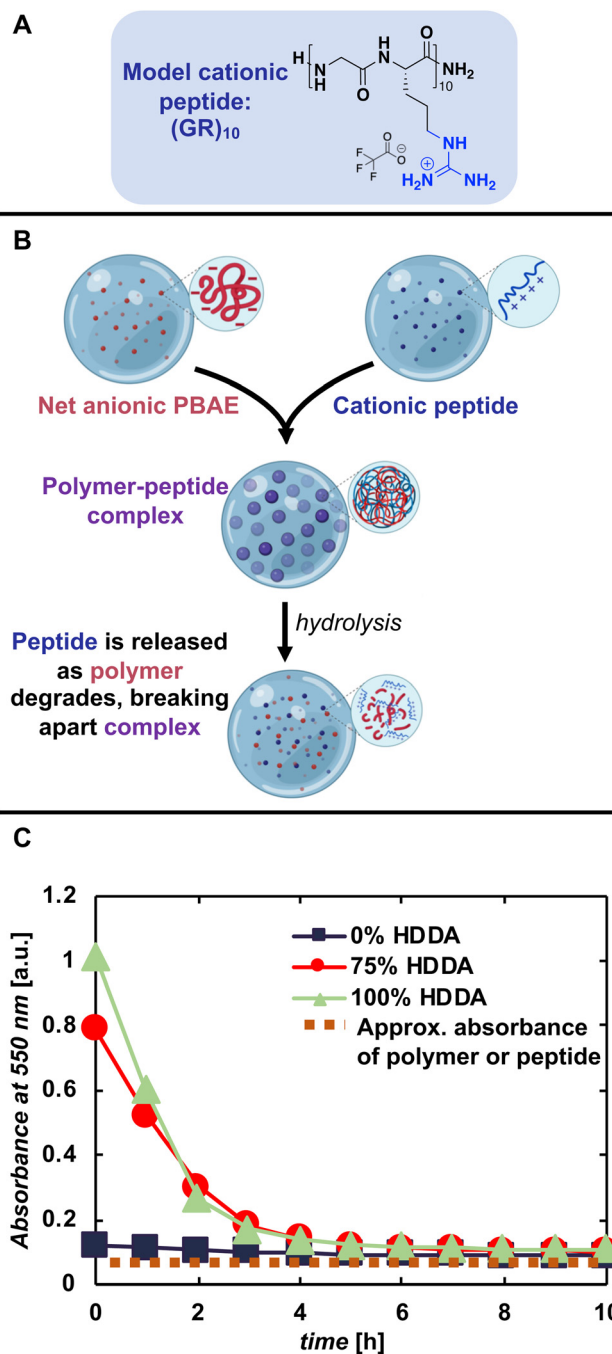 A
Model cationic
peptide:
(GR)10
H
N
H
O
H
N
O
NH2
10
NH
H2N
NH2
F
F
F
O
O
B
Net anionic PBAE
Cationic peptide
Polymer-peptide
complex
hydrolysis
Peptide is released
as polymer
degrades, breaking
apart complex
C
Absorbance at 550 nm [a.u.]
1.2
1
0.8
0.6
0.4
0.2
0
0% HDDA
75% HDDA
100% HDDA
Approx. absorbance
of polymer or peptide
0 2 4 6 8 10
time [h]